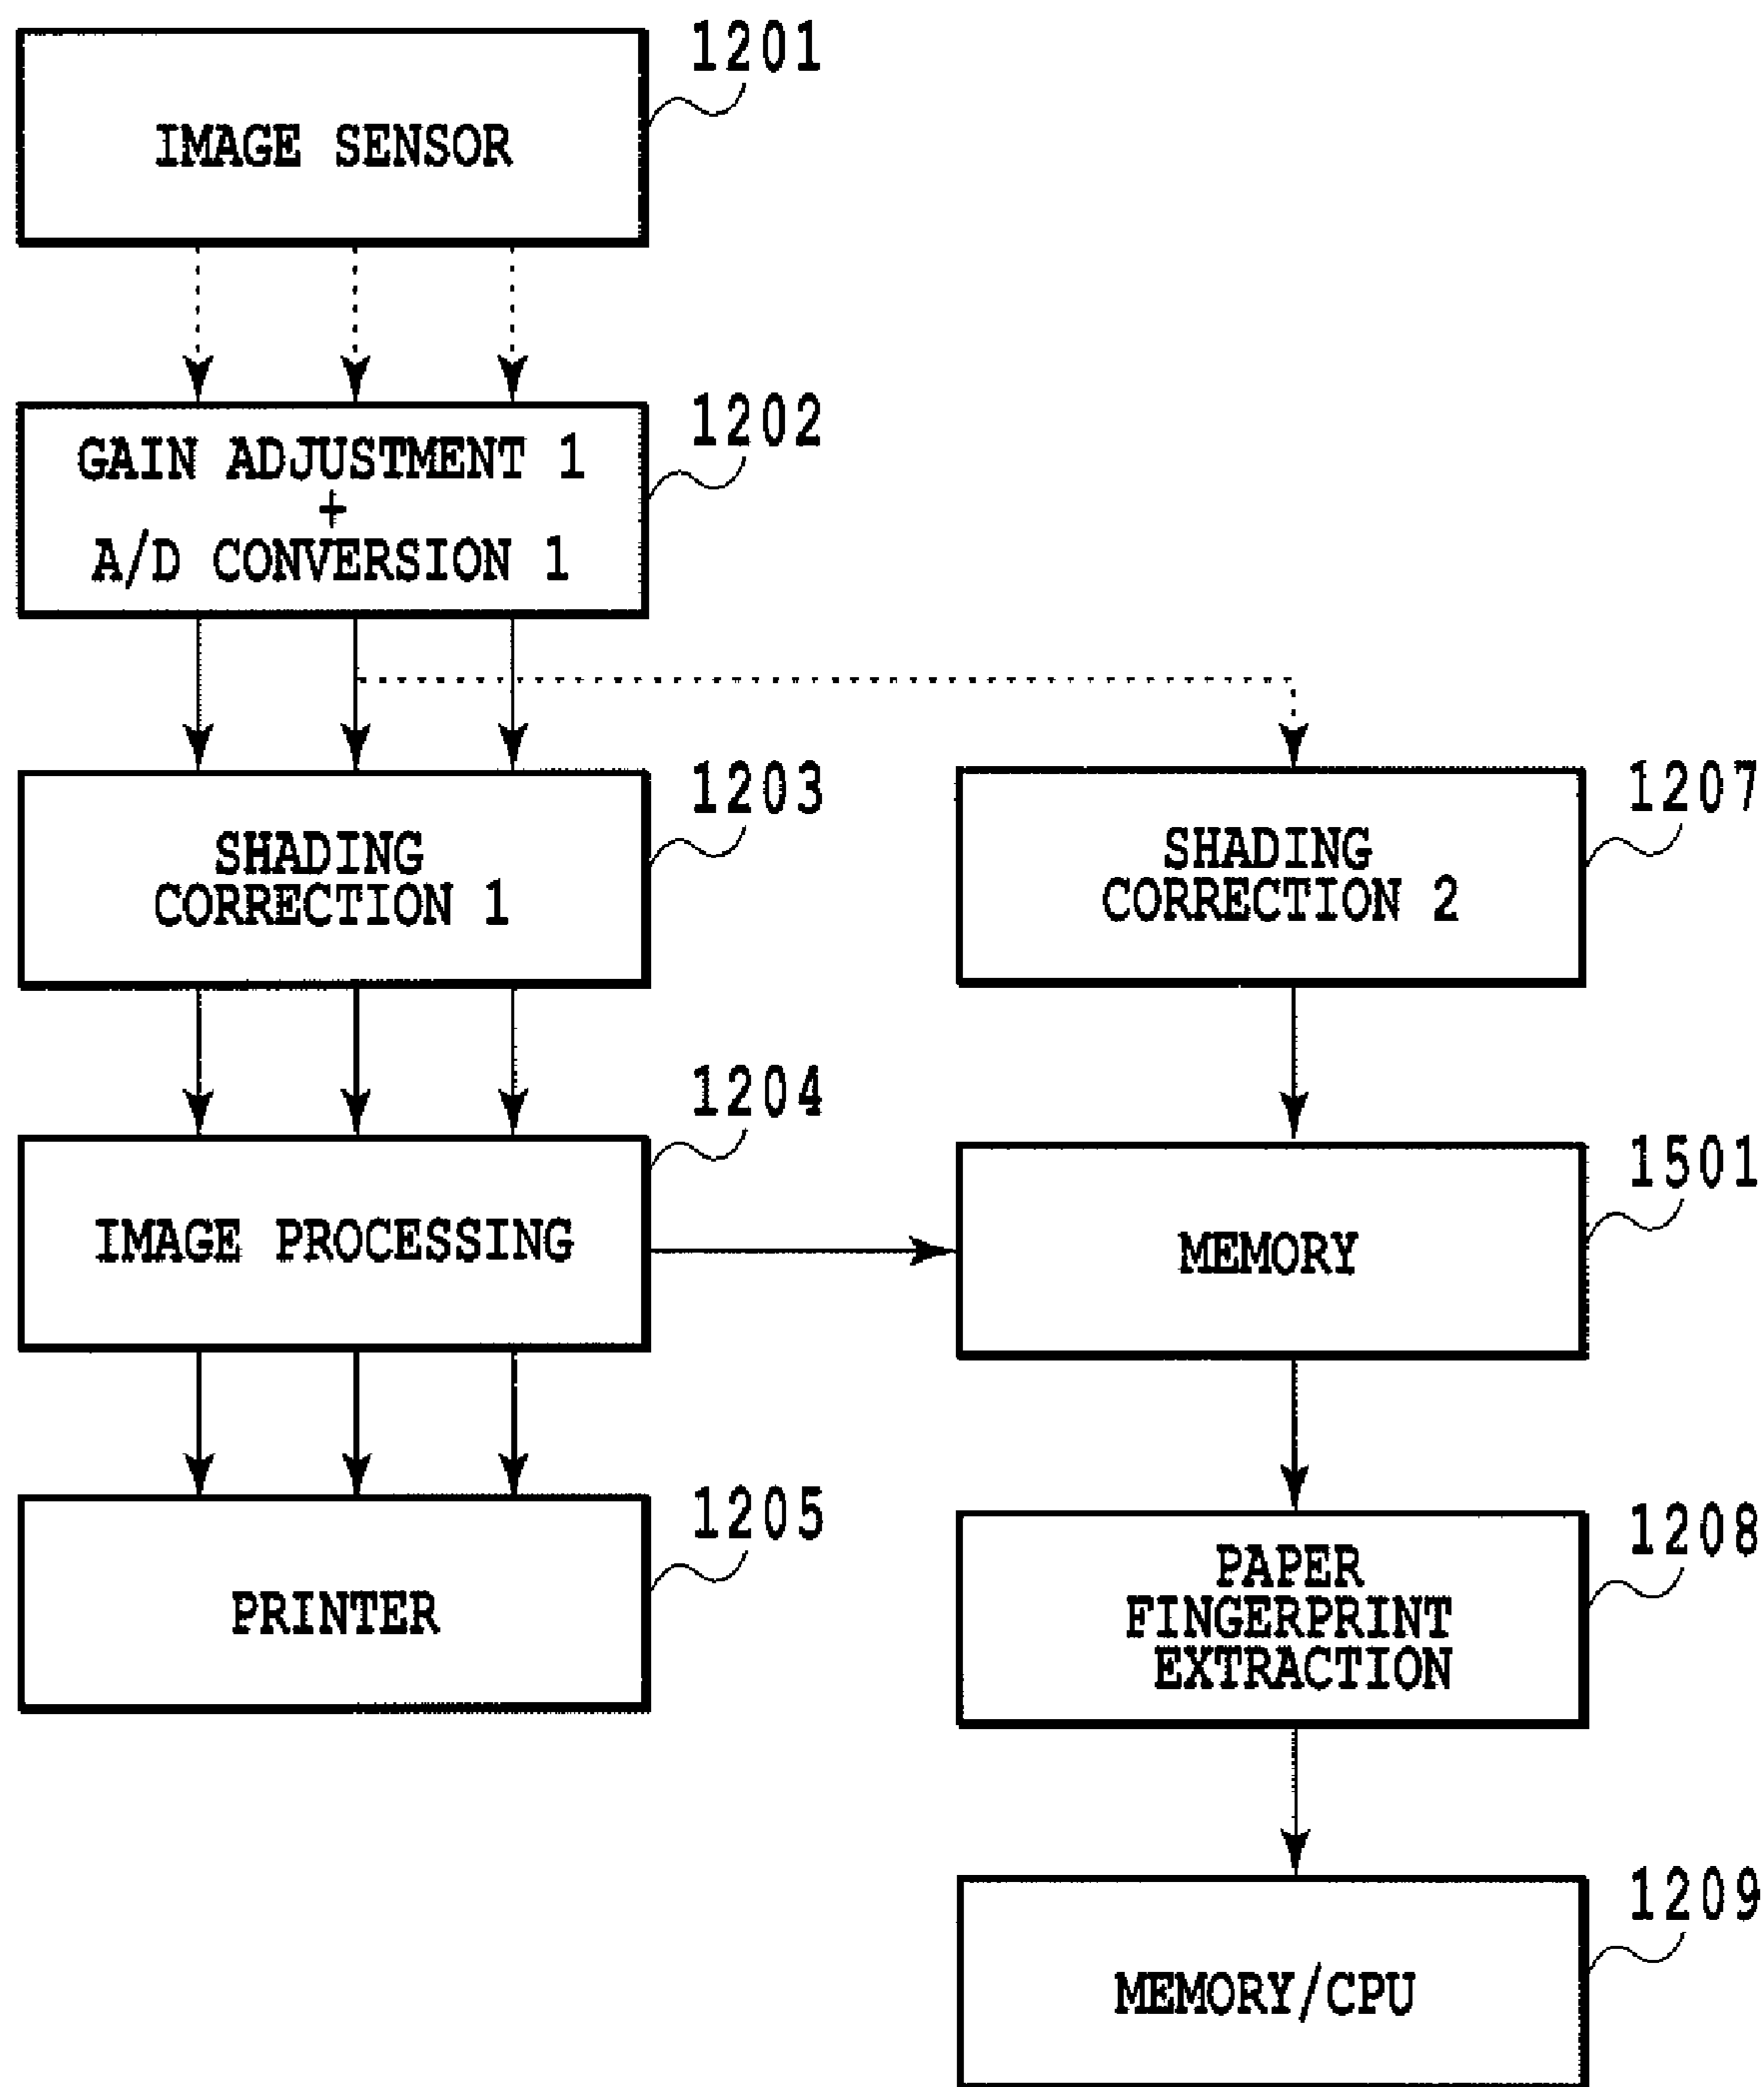 1201
IMAGE SENSOR
1202
GAIN ADJUSTMENT 1
+
A/D CONVERSION 1
1203
SHADING
CORRECTION 1
1207
SHADING
CORRECTION 2
1204
IMAGE PROCESSING
1501
MEMORY
1205
PRINTER
1208
PAPER
FINGERPRINT
EXTRACTION
1209
MEMORY/CPU